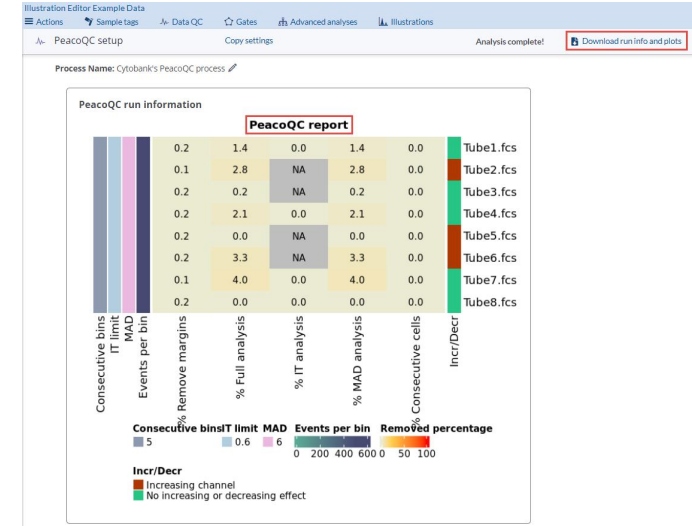 Illustration Editor Example Data
Actions Sample tags Data QC Gates Advanced analyses Illustrations
PeacoQC setup Copy settings Analysis complete! Download run info and plots
Process Name: Cytobank's PeacoQC process
PeacoQC run information
PeacoQC report
0.2 1.4 0.0 1.4 0.0 Tube1.fcs
0.1 2.8 NA 2.8 0.0 Tube2.fcs
0.2 0.2 NA 0.2 0.0 Tube3.fcs
0.2 2.1 0.0 2.1 0.0 Tube4.fcs
0.2 0.0 NA 0.0 0.0 Tube5.fcs
0.2 3.3 NA 3.3 0.0 Tube6.fcs
0.1 4.0 0.0 4.0 0.0 Tube7.fcs
0.2 0.0 0.0 0.0 0.0 Tube8.fcs
Consecutive bins
IT limit
MAD
Events per bin
% Remove margins
% Full analysis
% IT analysis
% MAD analysis
% Consecutive cells
Incr/Decr
Consecutive bins IT limit MAD Events per bin Removed percentage
5 0.6 6
0 200 400 600 0 50 100
Incr/Decr
Increasing channel
No increasing or decreasing effect